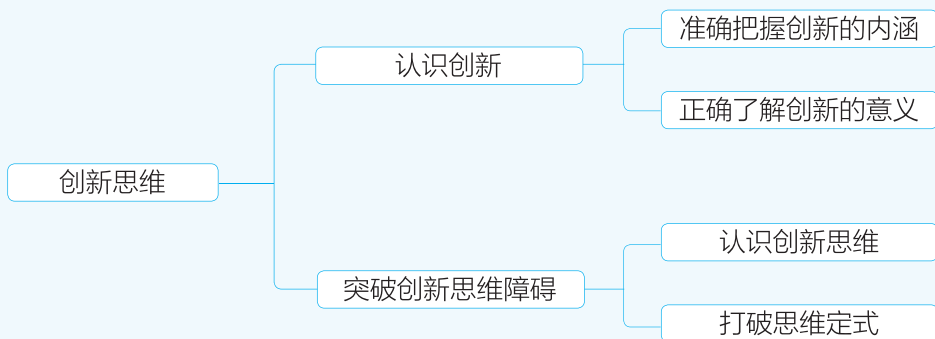 创新思维
认识创新
准确把握创新的内涵
正确了解创新的意义
突破创新思维障碍
认识创新思维
打破思维定式